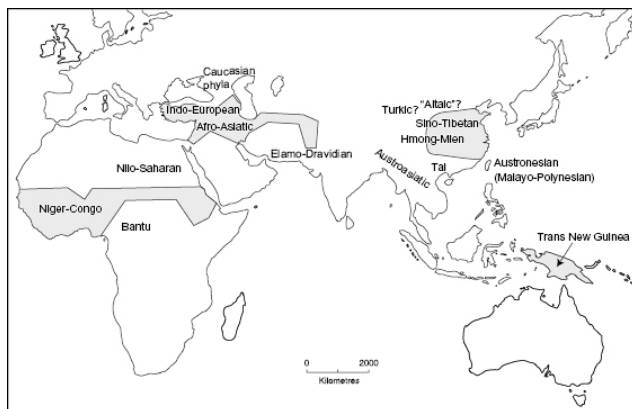 Caucasian
phyla
Indo-European
Afro-Asiatic
Elamo-Dravidian
Nilo-Saharan
Niger-Congo
Bantu
Turkic? "Altaic"?
Sino-Tibetan
Hmong-Mien
Austroasiatic
Tai
Austronesian
(Malayo-Polynesian)
Trans New Guinea
0 2000
Kilometres